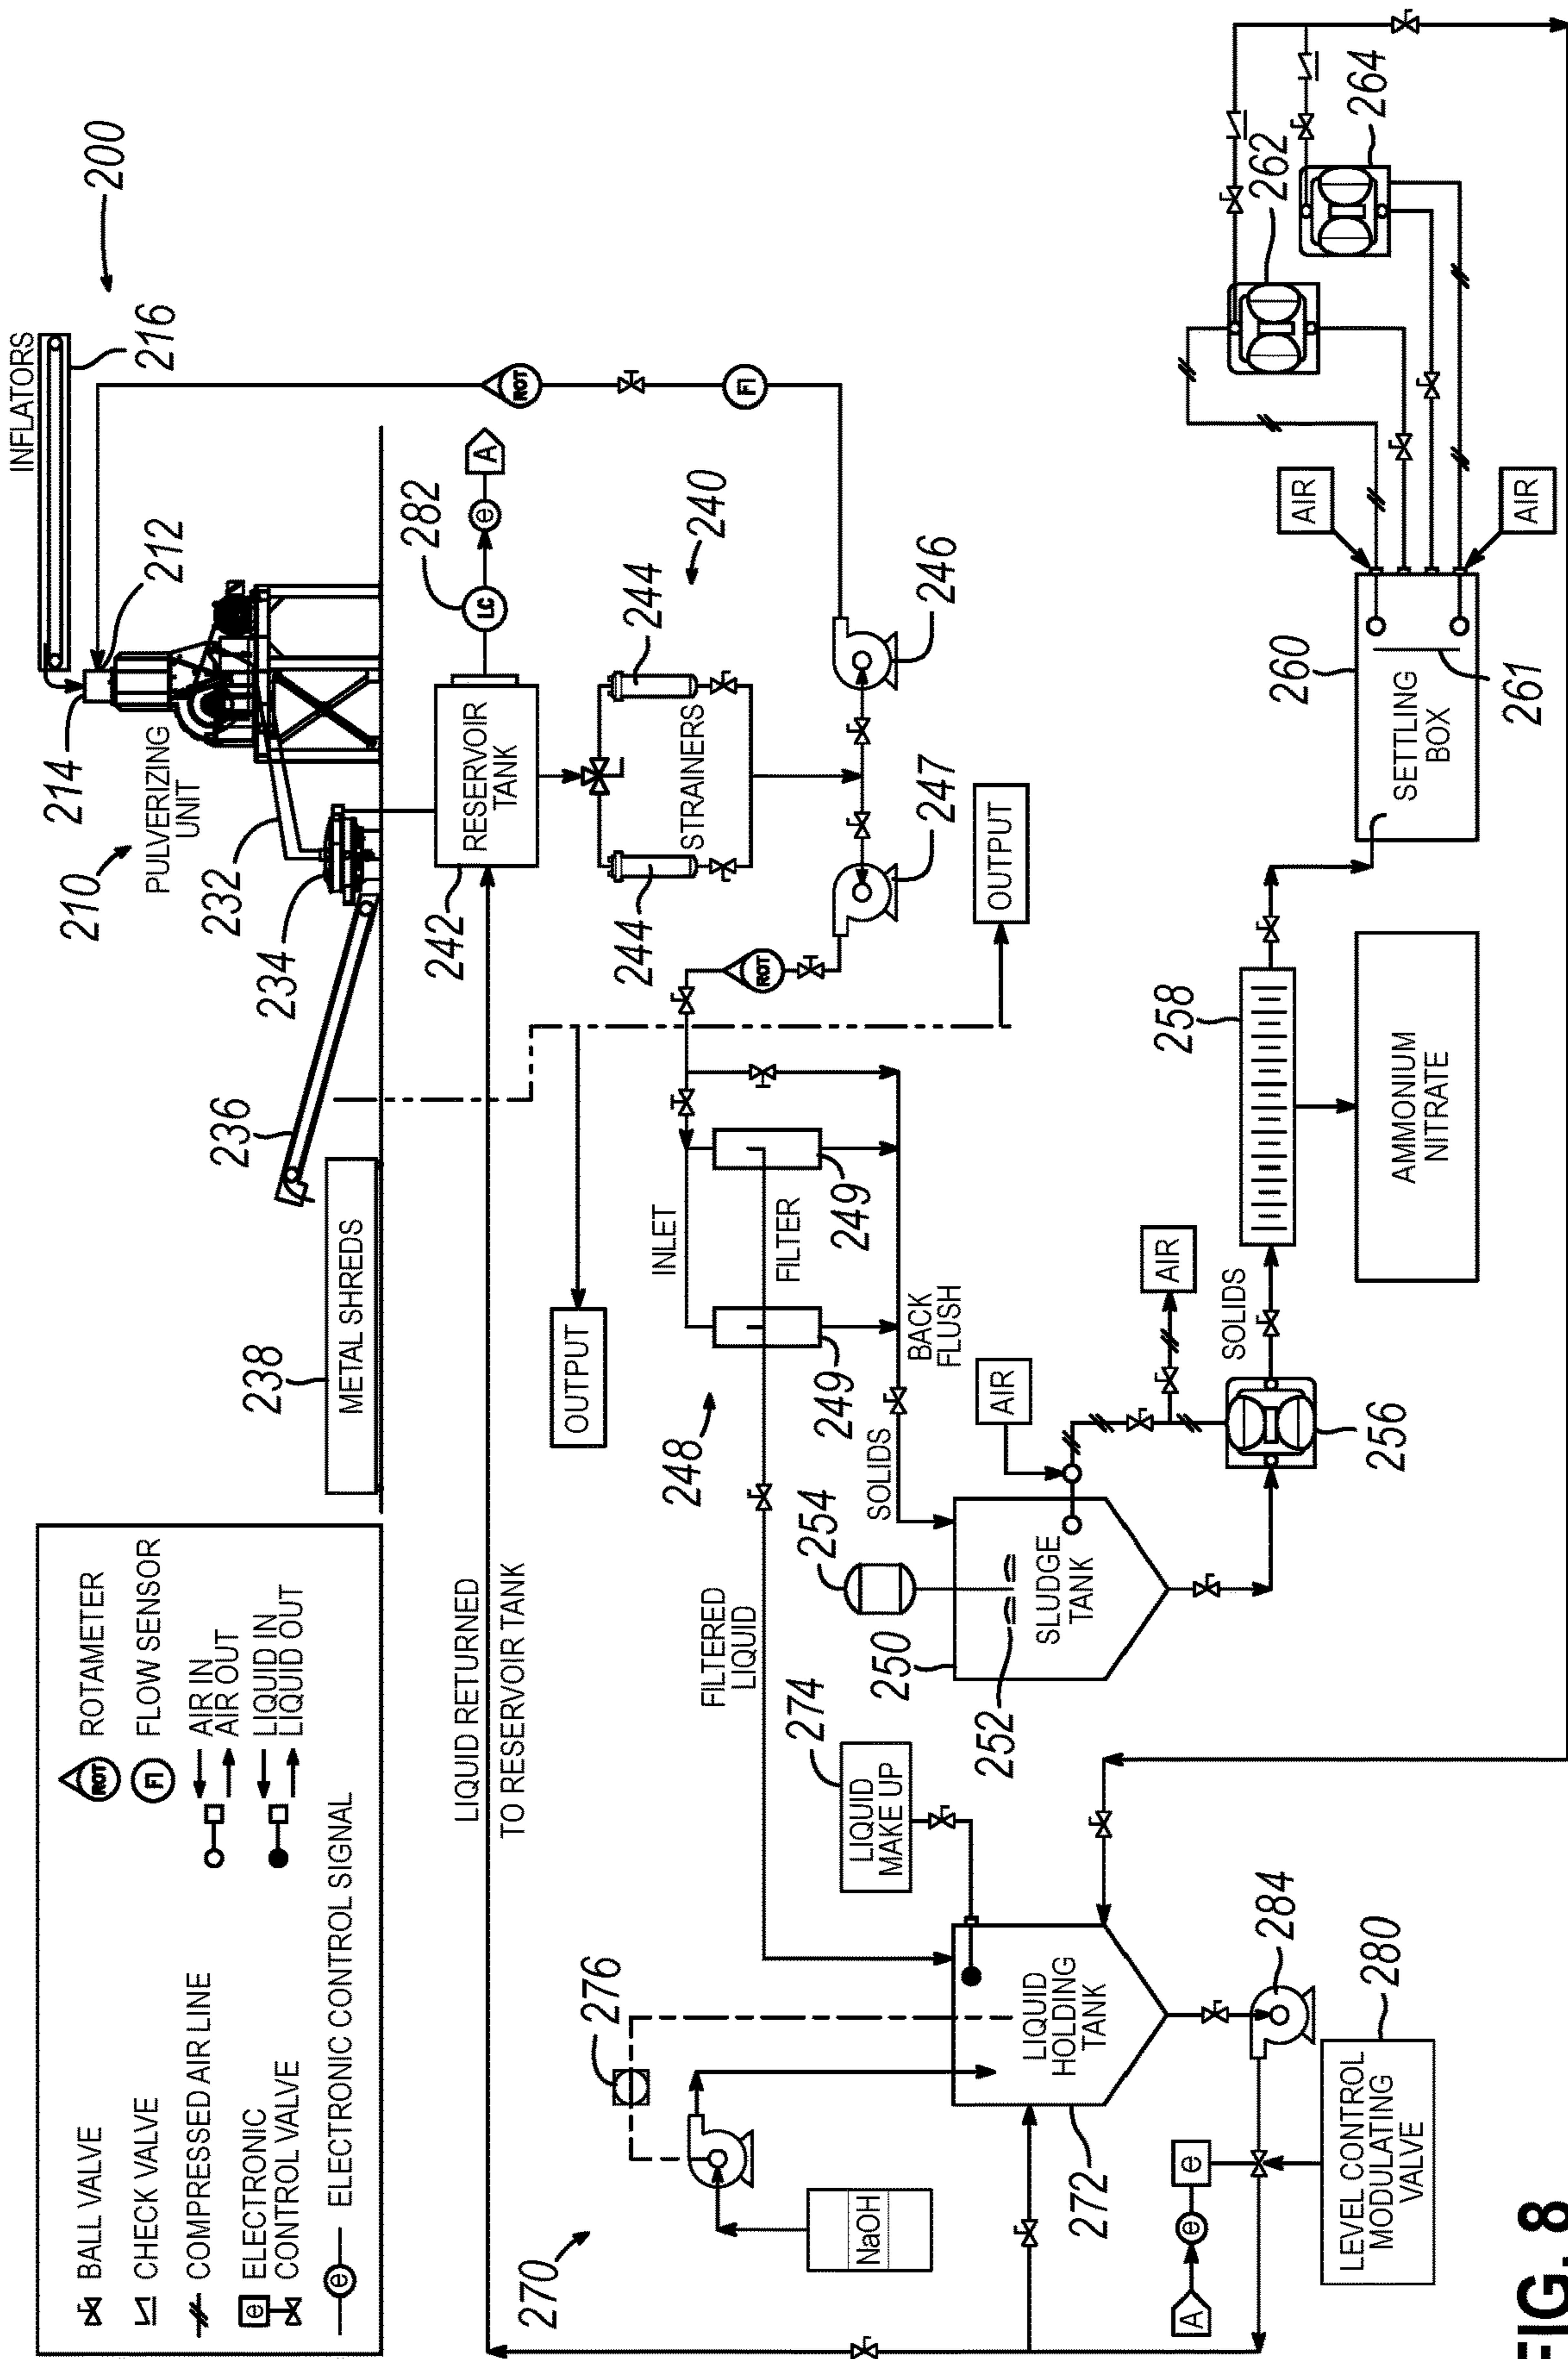 BALL VALVE
CHECK VALVE
COMPRESSED AIR LINE
e
ELECTRONIC
CONTROL VALVE
e
ELECTRONIC CONTROL SIGNAL
ROT
ROTAMETER
FI
FLOW SENSOR
AIR IN
AIR OUT
LIQUID IN
LIQUID OUT
238
METAL SHREDS
236
234
232
210
PULVERIZING
UNIT
214
212
INFLATORS
216
200
LIQUID RETURNED
TO RESERVOIR TANK
242
RESERVOIR
TANK
282
LC
e
A
244
STRAINERS
244
240
ROT
FI
246
247
ROT
OUTPUT
OUTPUT
INLET
FILTER
249
249
248
BACK
FLUSH
FILTERED
LIQUID
SOLIDS
254
250
252
SLUDGE
TANK
AIR
AIR
256
SOLIDS
258
AMMONIUM
NITRATE
260
SETTLING
BOX
261
AIR
AIR
262
264
270
276
NaOH
274
LIQUID
MAKE UP
LIQUID
HOLDING
TANK
272
284
A
e
e
280
LEVEL CONTROL
MODULATING
VALVE
FIG. 8